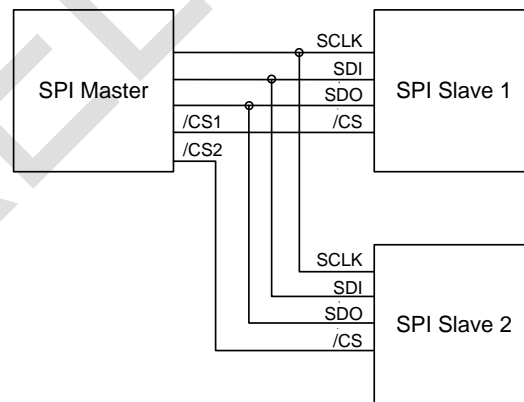 SPI Master
SCLK
SDI
SDO
/CS1
/CS
/CS2
SPI Slave 1
SCLK
SDI
SDO
/CS
SPI Slave 2